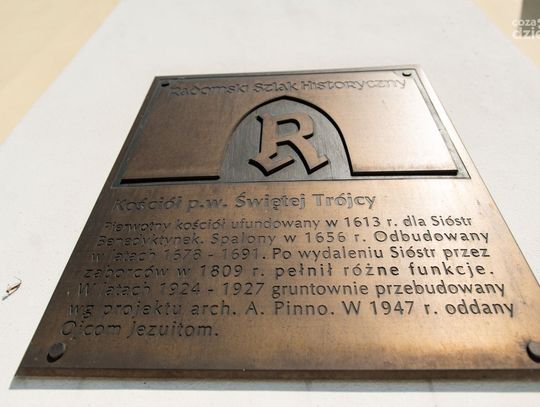 Radomski Szlak Historyczny
R
Kościół p.w. Świętej Trójcy
Pierwotny kościół ufundowany w 1613 r. dla Sióstr
Benedyktynek. Spalony w 1656 r. Odbudowany
w latach 1678 - 1691. Po wydaleniu Sióstr przez
zaborców w 1809 r. pełnił różne funkcje.
W latach 1924 - 1927 gruntownie przebudowany
wg projektu arch. A. Pinno. W 1947 r. oddany
Ojcom Jezuitom.